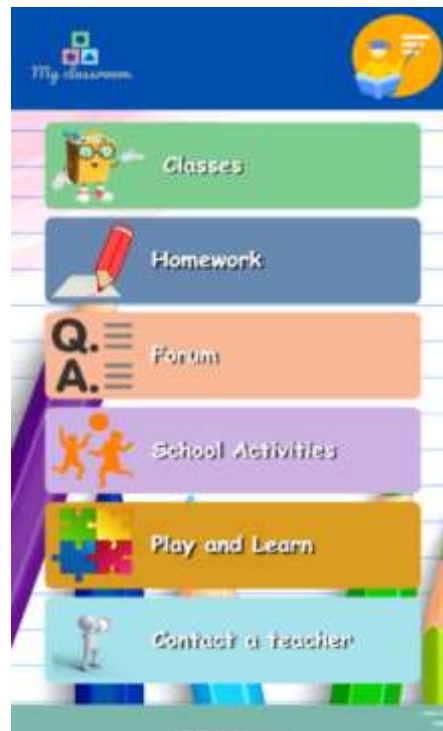 My classroom
Classes
Homework
Q.
A.
Forum
School Activities
Play and Learn
Contact a teacher